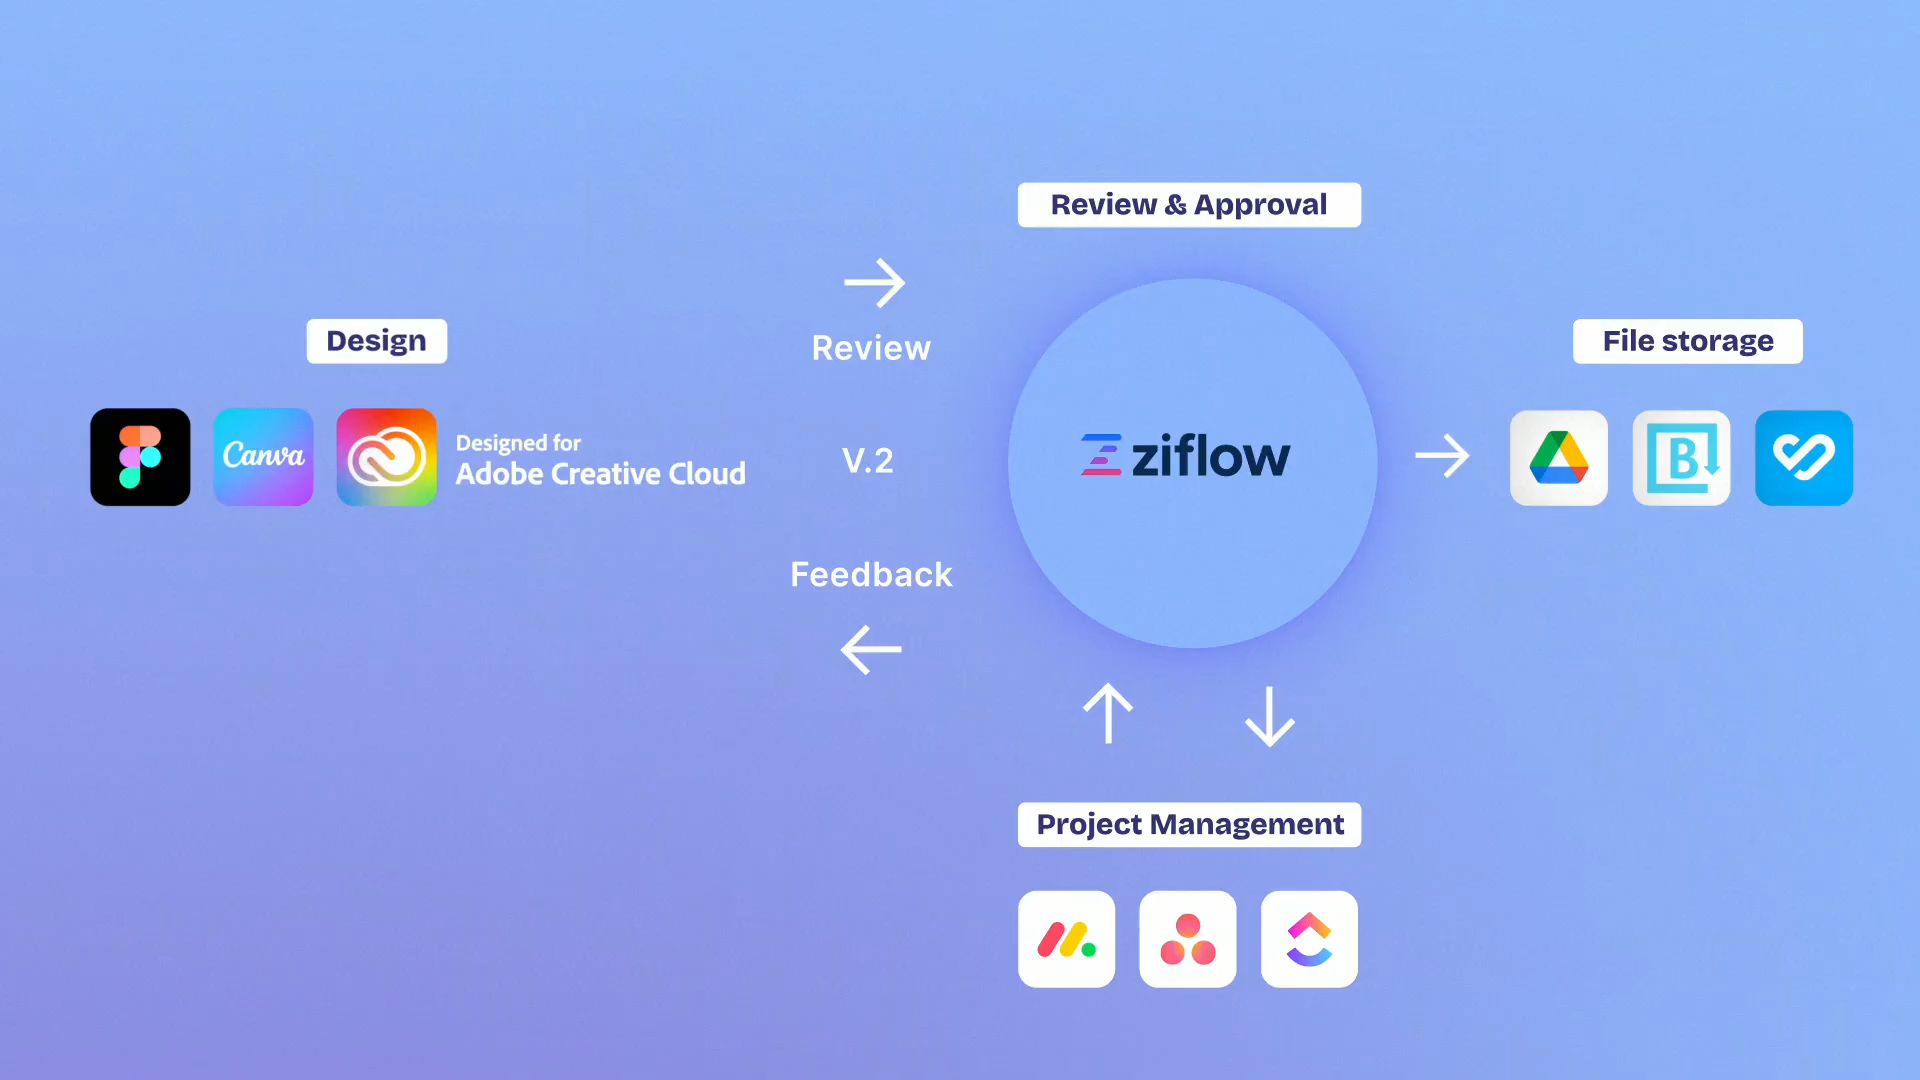 Review & Approval
Design
Review
File storage
Canva
Designed for
Adobe Creative Cloud
V.2
ziflow
B
Feedback
Project Management